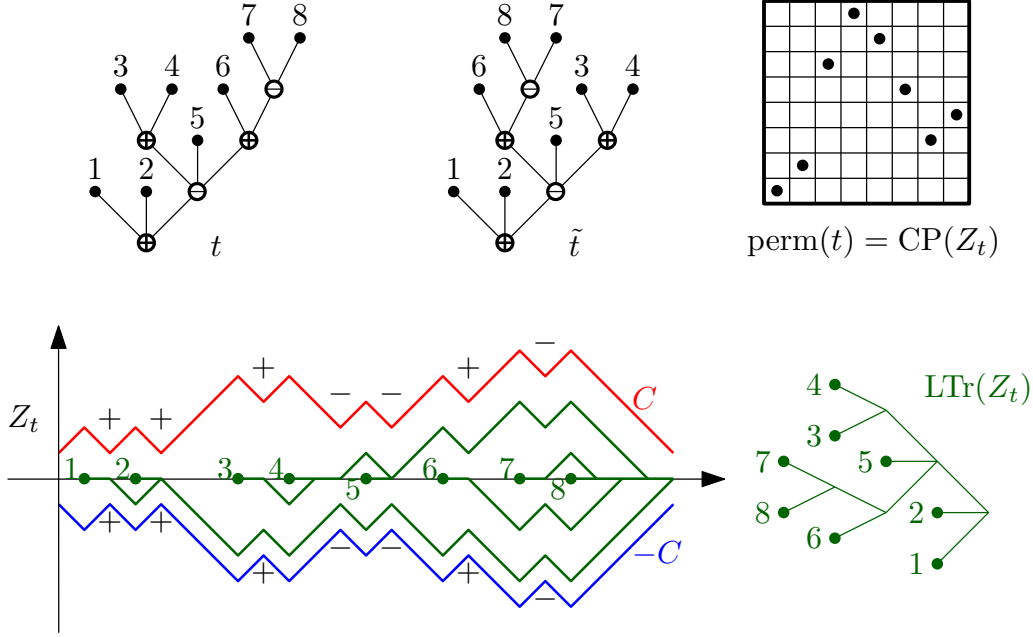 7 8
3 4 6
5
1 2
t
8 7
6 3 4
5
1 2
t̃
perm(t) = CP(Z_t)
Z_t
+ + + − − + −
C
1 2 3 4 5 6 7 8
+ + + − − + −
−C
LTr(Z_t)
4
3
7 5
8 2
6
1